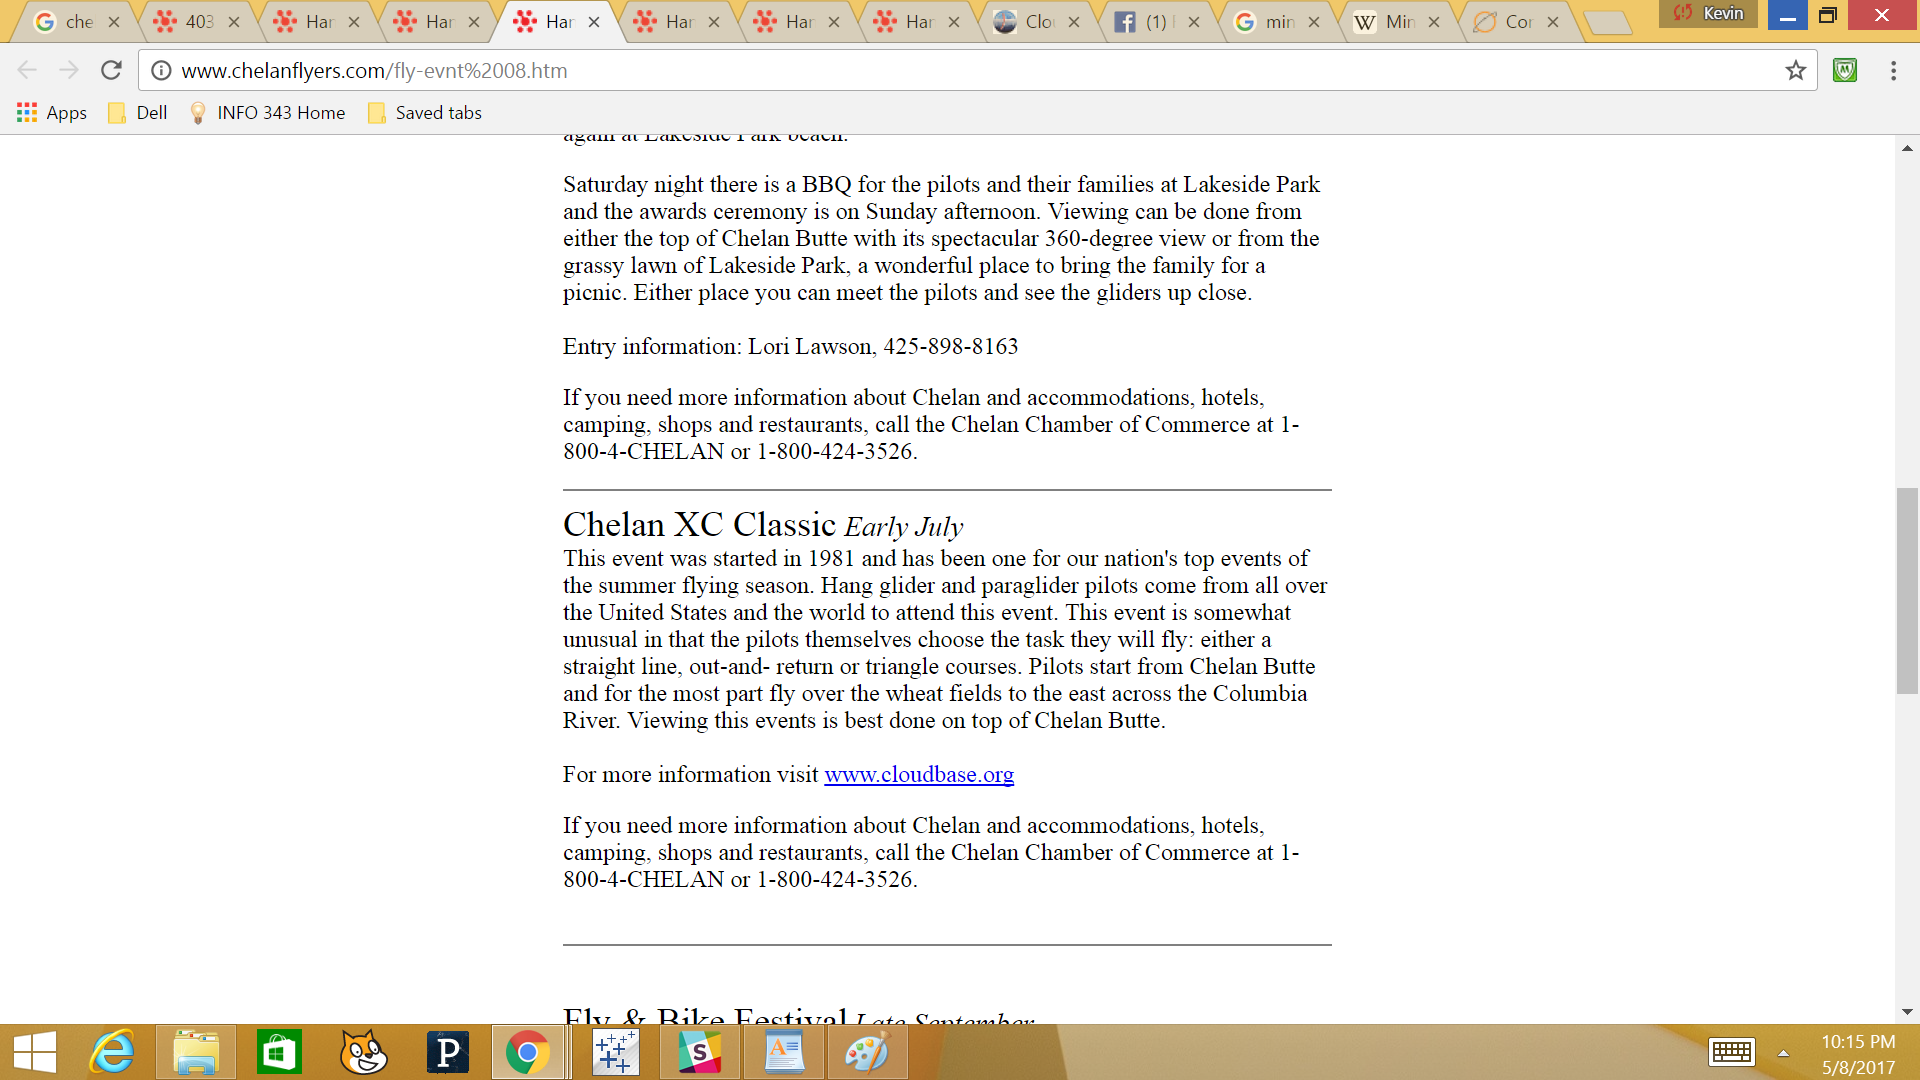 che
403
Har
Har
Har
Har
Har
Har
Clo
(1)
min
Min
Cor
Kevin
www.chelanflyers.com/fly-evnt%2008.htm
Apps Dell INFO 343 Home Saved tabs
again at Lakeside Park beach.
Saturday night there is a BBQ for the pilots and their families at Lakeside Park
and the awards ceremony is on Sunday afternoon. Viewing can be done from
either the top of Chelan Butte with its spectacular 360-degree view or from the
grassy lawn of Lakeside Park, a wonderful place to bring the family for a
picnic. Either place you can meet the pilots and see the gliders up close.
Entry information: Lori Lawson, 425-898-8163
If you need more information about Chelan and accommodations, hotels,
camping, shops and restaurants, call the Chelan Chamber of Commerce at 1-
800-4-CHELAN or 1-800-424-3526.
Chelan XC Classic Early July
This event was started in 1981 and has been one for our nation's top events of
the summer flying season. Hang glider and paraglider pilots come from all over
the United States and the world to attend this event. This event is somewhat
unusual in that the pilots themselves choose the task they will fly: either a
straight line, out-and- return or triangle courses. Pilots start from Chelan Butte
and for the most part fly over the wheat fields to the east across the Columbia
River. Viewing this events is best done on top of Chelan Butte.
For more information visit www.cloudbase.org
If you need more information about Chelan and accommodations, hotels,
camping, shops and restaurants, call the Chelan Chamber of Commerce at 1-
800-4-CHELAN or 1-800-424-3526.
Fly & Bike Festival Late September
10:15 PM
5/8/2017